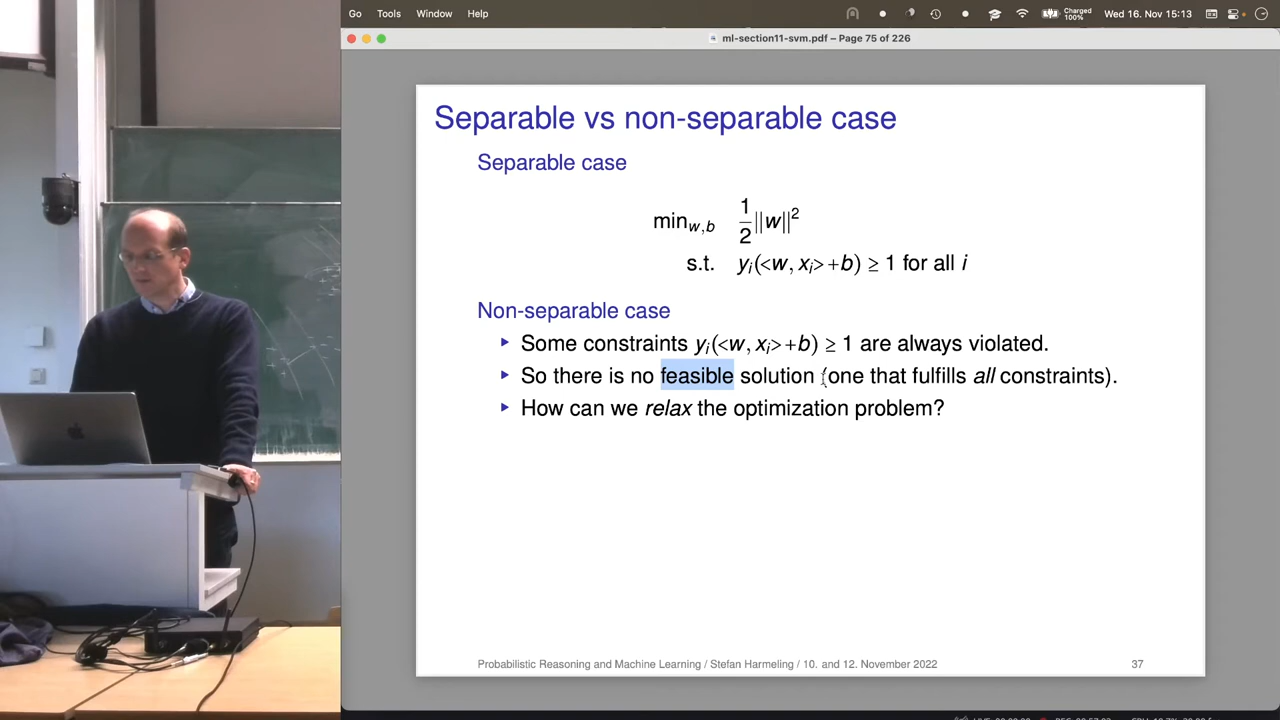 Go Tools Window Help Charged 100% Wed 16. Nov 15:13
ml-section11-svm.pdf – Page 75 of 226
Separable vs non-separable case
Separable case
min_{w,b} 1/2 ||w||²
s.t. y_i(<w, x_i>+b) ≥ 1 for all i
Non-separable case
▸ Some constraints y_i(<w, x_i>+b) ≥ 1 are always violated.
▸ So there is no feasible solution (one that fulfills all constraints).
▸ How can we relax the optimization problem?
Probabilistic Reasoning and Machine Learning / Stefan Harmeling / 10. and 12. November 2022 37